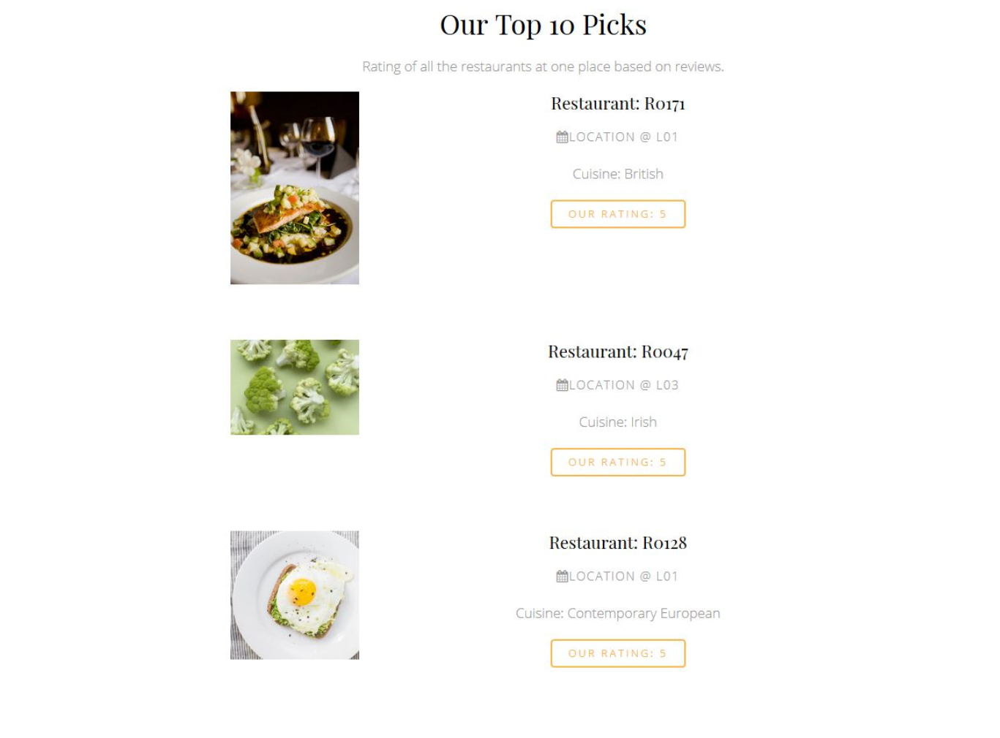 Our Top 10 Picks
Rating of all the restaurants at one place based on reviews.
Restaurant: R0171
LOCATION @ L01
Cuisine: British
OUR RATING: 5
Restaurant: R0047
LOCATION @ L03
Cuisine: Irish
OUR RATING: 5
Restaurant: R0128
LOCATION @ L01
Cuisine: Contemporary European
OUR RATING: 5